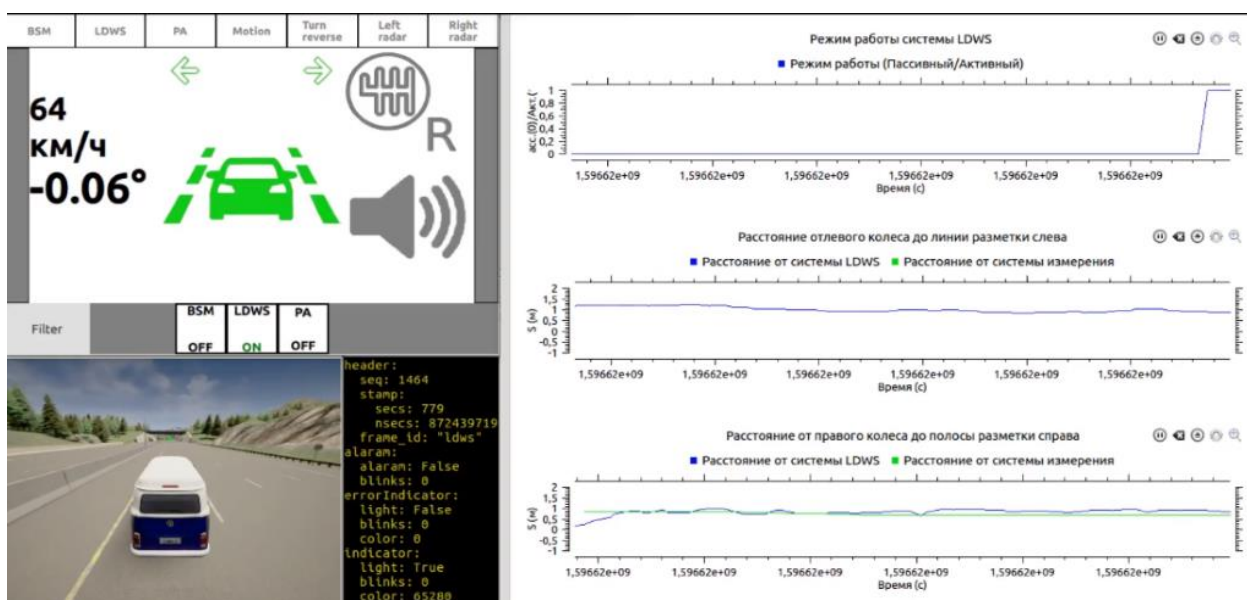 BSM
LDWS
PA
Motion
Turn
reverse
Left
radar
Right
radar
64
км/ч
-0.06°
R
Filter
BSM
OFF
LDWS
ON
PA
OFF
header:
seq: 1464
stamp:
secs: 779
nsecs: 872439719
frame_id: "ldws"
alaram:
alaram: False
blinks: 0
errorIndicator:
light: False
blinks: 0
color: 0
indicator:
light: True
blinks: 0
color: 65280
Режим работы системы LDWS
Режим работы (Пассивный/Активный)
асс.(0)/Акт.(
1
0,8
0,6
0,4
0,2
0
1,59662e+09 1,59662e+09 1,59662e+09 1,59662e+09 1,59662e+09 1,59662e+09
Время (с)
Расстояние отлевого колеса до линии разметки слева
Расстояние от системы LDWS Расстояние от системы измерения
S (м)
2
1,5
1
0,5
0
-0,5
-1
1,59662e+09 1,59662e+09 1,59662e+09 1,59662e+09 1,59662e+09 1,59662e+09
Время (с)
Расстояние от правого колеса до полосы разметки справа
Расстояние от системы LDWS Расстояние от системы измерения
S (м)
2
1,5
1
0,5
0
-0,5
-1
1,59662e+09 1,59662e+09 1,59662e+09 1,59662e+09 1,59662e+09 1,59662e+09
Время (с)